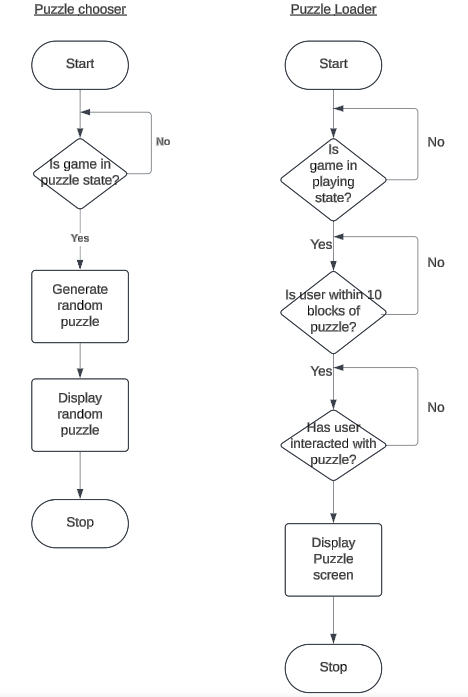 Puzzle chooser
Start
No
Is game in
puzzle state?
Yes
Generate
random
puzzle
Display
random
puzzle
Stop
Puzzle Loader
Start
No
Is
game in
playing
state?
Yes
No
Is user within 10
blocks of
puzzle?
Yes
No
Has user
interacted with
puzzle?
Display
Puzzle
screen
Stop